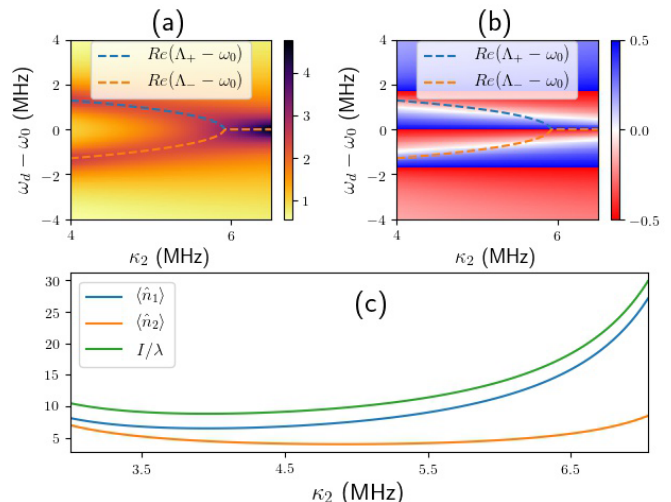 (a)
(b)
Re(Λ₊ − ω₀)
Re(Λ₋ − ω₀)
Re(Λ₊ − ω₀)
Re(Λ₋ − ω₀)
ω_d − ω₀ (MHz)
4
2
0
−2
−4
4
6
κ₂ (MHz)
4
3
2
1
ω_d − ω₀ (MHz)
4
2
0
−2
−4
4
6
κ₂ (MHz)
0.5
0.0
−0.5
(c)
⟨n̂₁⟩
⟨n̂₂⟩
I/λ
30
25
20
15
10
5
3.5
4.5
5.5
6.5
κ₂ (MHz)